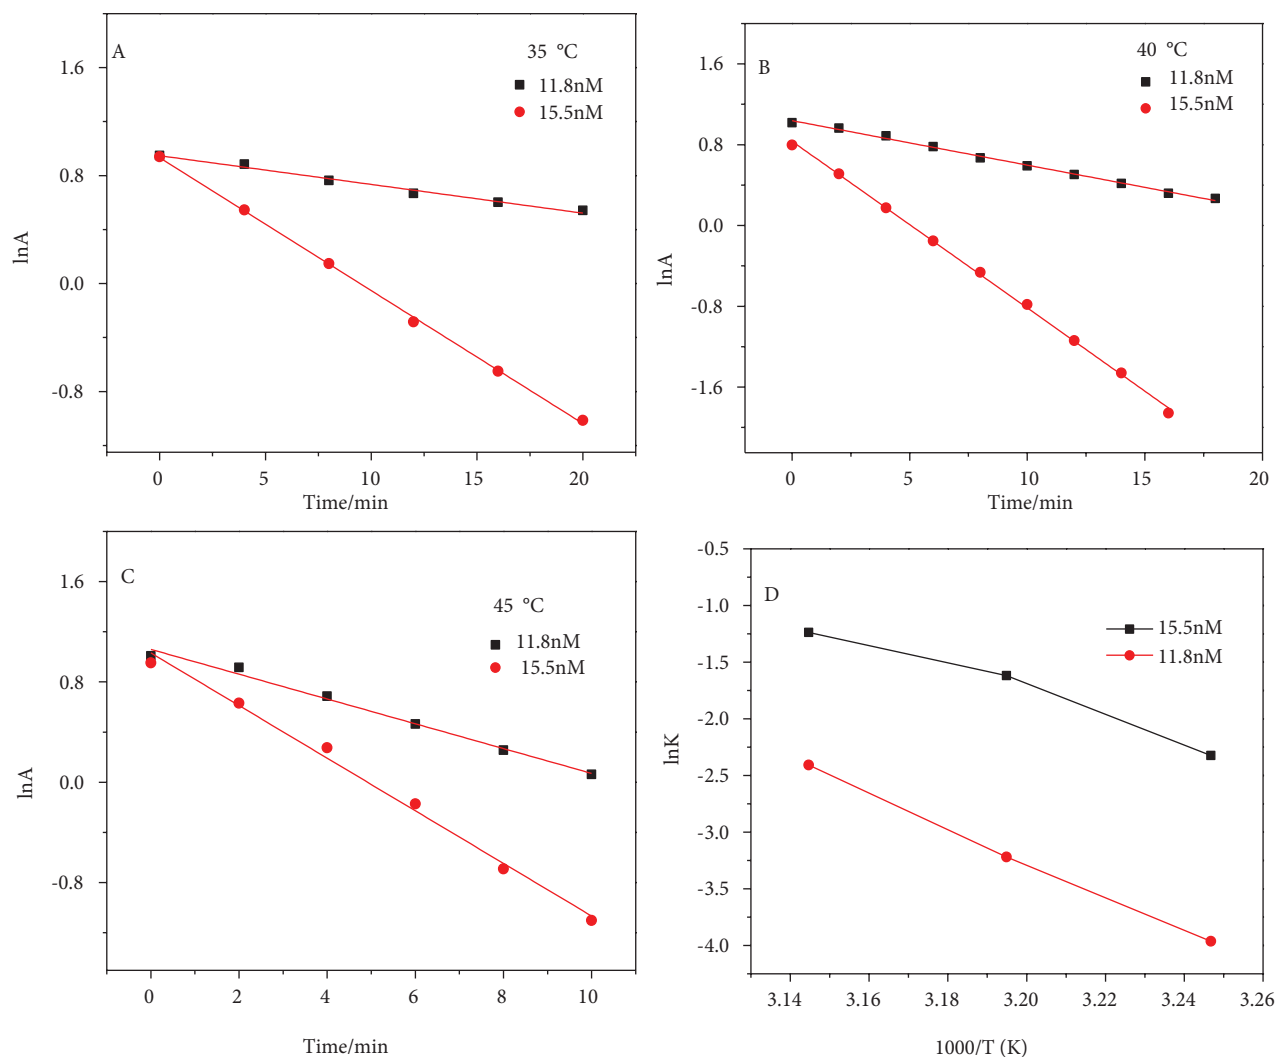 A
35 °C
11.8nM
15.5nM
1.6
0.8
0.0
-0.8
lnA
0 5 10 15 20
Time/min
B
40 °C
11.8nM
15.5nM
1.6
0.8
0.0
-0.8
-1.6
lnA
0 5 10 15 20
Time/min
C
45 °C
11.8nM
15.5nM
1.6
0.8
0.0
-0.8
lnA
0 2 4 6 8 10
Time/min
D
15.5nM
11.8nM
-0.5
-1.0
-1.5
-2.0
-2.5
-3.0
-3.5
-4.0
lnK
3.14 3.16 3.18 3.20 3.22 3.24 3.26
1000/T (K)